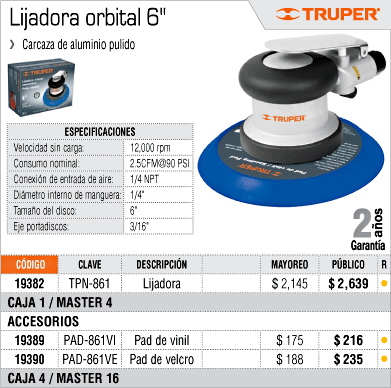 Lijadora orbital 6"
TRUPER®
› Carcaza de aluminio pulido
TRUPER
ESPECIFICACIONES
Velocidad sin carga: 12,000 rpm
Consumo nominal: 2.5CFM@90 PSI
Conexión de entrada de aire: 1/4 NPT
Diámetro interno de manguera: 1/4"
Tamaño del disco: 6"
Eje portadiscos: 3/16"
2 años
Garantía
CÓDIGO CLAVE DESCRIPCIÓN MAYOREO PÚBLICO R
19382 TPN-861 Lijadora $ 2,145 $ 2,639
CAJA 1 / MASTER 4
ACCESORIOS
19389 PAD-861VI Pad de vinil $ 175 $ 216
19390 PAD-861VE Pad de velcro $ 188 $ 235
CAJA 4 / MASTER 16